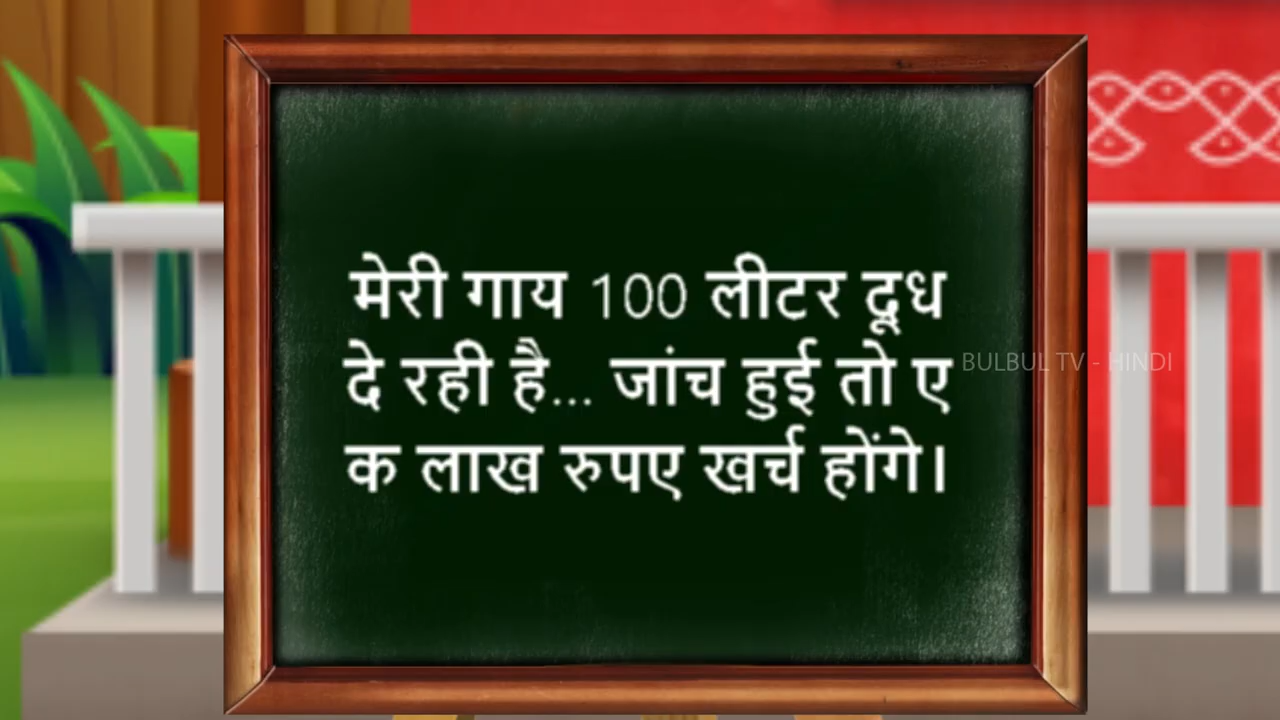 मेरी गाय 100 लीटर दूध
दे रही है... जांच हुई तो ए
क लाख रुपए खर्च होंगे।
BULBUL TV - HINDI